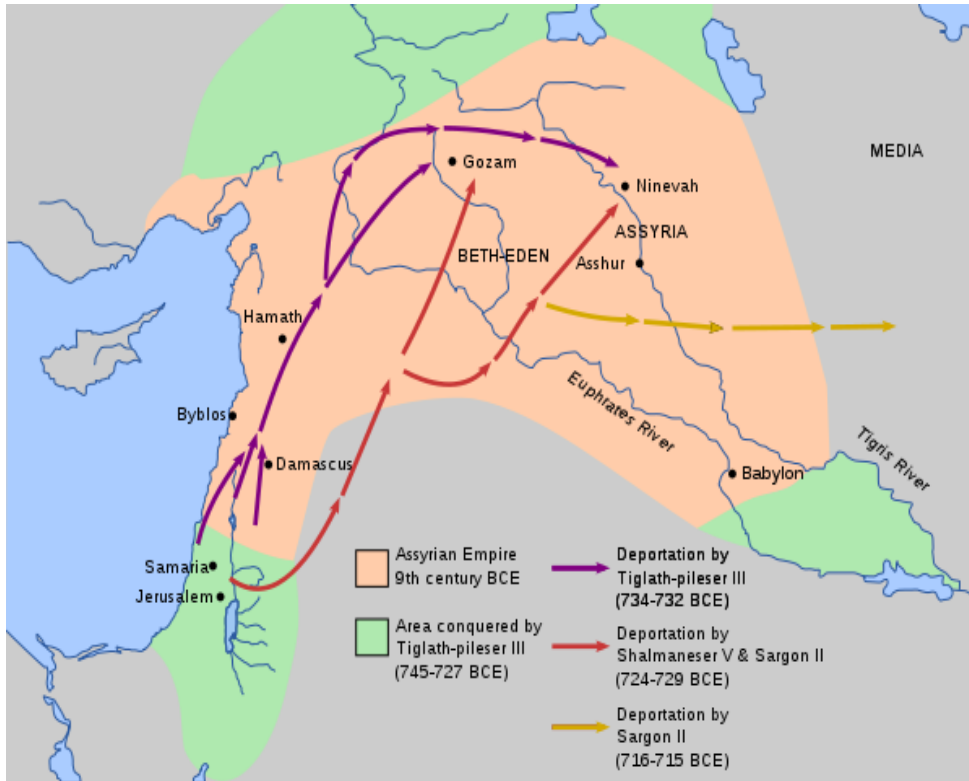 Gozam
MEDIA
Ninevah
ASSYRIA
BETH-EDEN
Asshur
Hamath
Byblos
Euphrates River
Tigris River
Damascus
Babylon
Samaria
Jerusalem
Assyrian Empire
9th century BCE
Area conquered by
Tiglath-pileser III
(745-727 BCE)
Deportation by
Tiglath-pileser III
(734-732 BCE)
Deportation by
Shalmaneser V & Sargon II
(724-729 BCE)
Deportation by
Sargon II
(716-715 BCE)